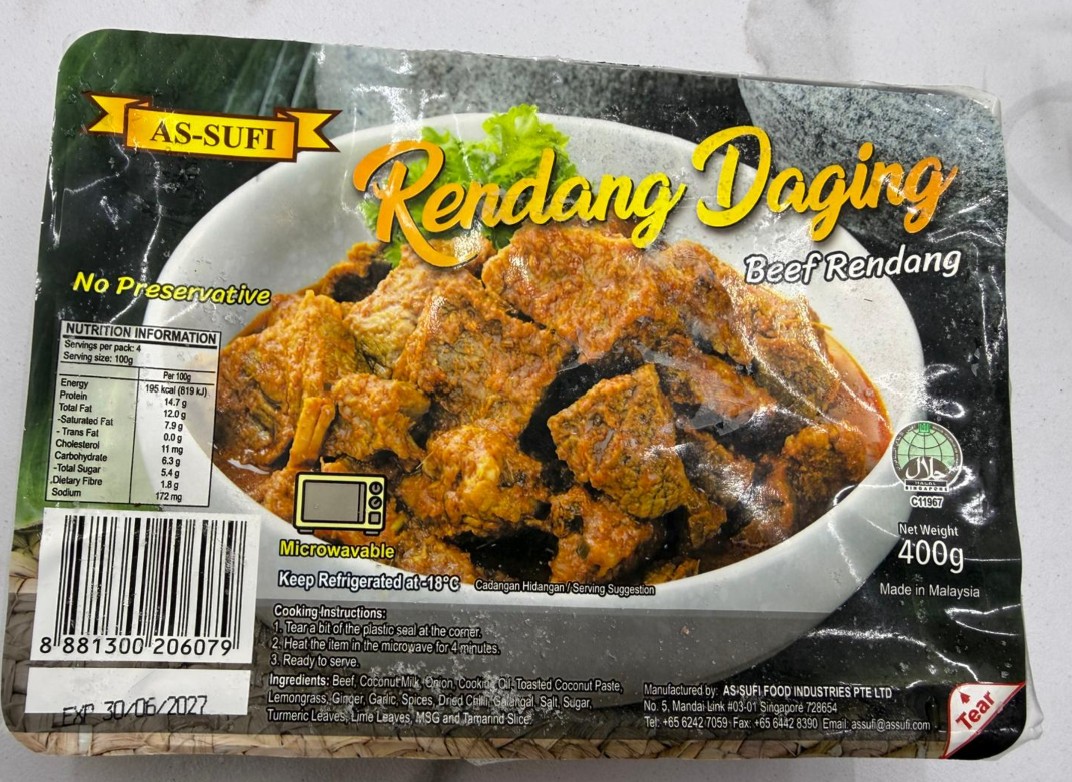 AS-SUFI
Rendang Daging
Beef Rendang
No Preservative
NUTRITION INFORMATION
Servings per pack: 4
Serving size: 100g
Per 100g
Energy 195 kcal (819 kJ)
Protein 14.7 g
Total Fat 12.0 g
-Saturated Fat 7.9 g
- Trans Fat 0.0 g
Cholesterol 11 mg
Carbohydrate 6.3 g
-Total Sugar 5.4 g
Dietary Fibre 1.8 g
Sodium 172 mg
8 881300 206079
EXP 30/06/2027
Microwavable
Keep Refrigerated at -18°C
Cadangan Hidangan / Serving Suggestion
Cooking Instructions:
1. Tear a bit of the plastic seal at the corner.
2. Heat the item in the microwave for 4 minutes.
3. Ready to serve.
Ingredients: Beef, Coconut Milk, Onion, Cooking Oil, Toasted Coconut Paste,
Lemongrass, Ginger, Garlic, Spices, Dried Chilli, Galangal, Salt, Sugar,
Turmeric Leaves, Lime Leaves, MSG and Tamarind Slice.
HALAL
SINGAPORE
C11967
Net Weight
400g
Made in Malaysia
Manufactured by: AS-SUFI FOOD INDUSTRIES PTE LTD
No. 5, Mandai Link #03-01 Singapore 728654
Tel: +65 6242 7059 Fax: +65 6442 8390 Email: assufi@assufi.com
Tear